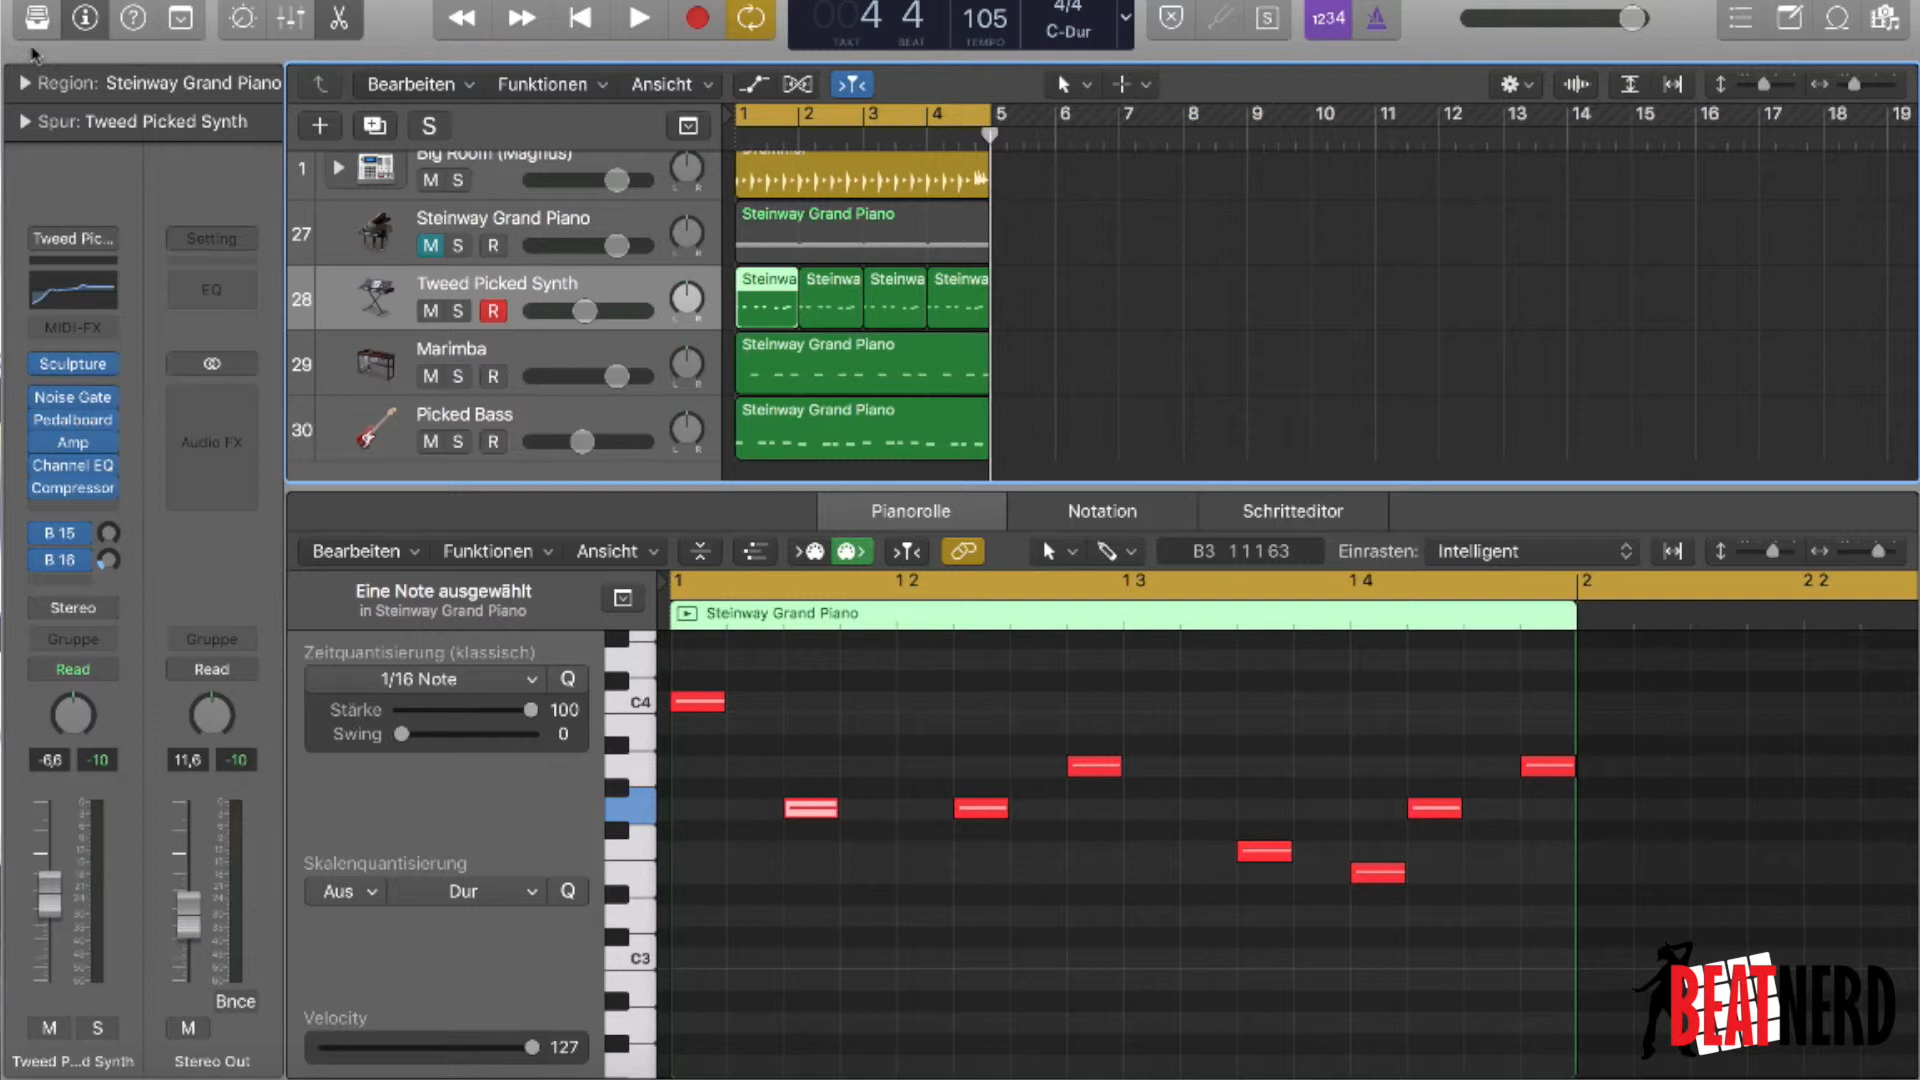 1234
4 4
TAKT
BEAT
105
TEMPO
4/4
C-Dur
S
Region: Steinway Grand Piano
Spur: Tweed Picked Synth
Bearbeiten
Funktionen
Ansicht
S
1 2 3 4 5 6 7 8 9 10 11 12 13 14 15 16 17 18 19
1
Big Room (Magnus)
M S
L R
27
Steinway Grand Piano
M S R
L R
Steinway Grand Piano
28
Tweed Picked Synth
M S R
L R
Steinwa
Steinwa
Steinwa
Steinwa
29
Marimba
M S R
L R
Steinway Grand Piano
30
Picked Bass
M S R
L R
Steinway Grand Piano
Tweed Pic...
Setting
EQ
MIDI-FX
Sculpture
Noise Gate
Pedalboard
Amp
Channel EQ
Compressor
Audio FX
B 15
B 16
Stereo
Gruppe
Gruppe
Read
Read
-6,6 -10
11,6 -10
Bnce
M S
M
Tweed P...d Synth
Stereo Out
Pianorolle
Notation
Schritteditor
Bearbeiten
Funktionen
Ansicht
B3 1 1 1 63
Einrasten:
Intelligent
Eine Note ausgewählt
in Steinway Grand Piano
1
1 2
1 3
1 4
2
2 2
Steinway Grand Piano
Zeitquantisierung (klassisch)
1/16 Note
Q
Stärke
100
Swing
0
Skalenquantisierung
Aus
Dur
Q
Velocity
127
C4
C3
BEATNERD